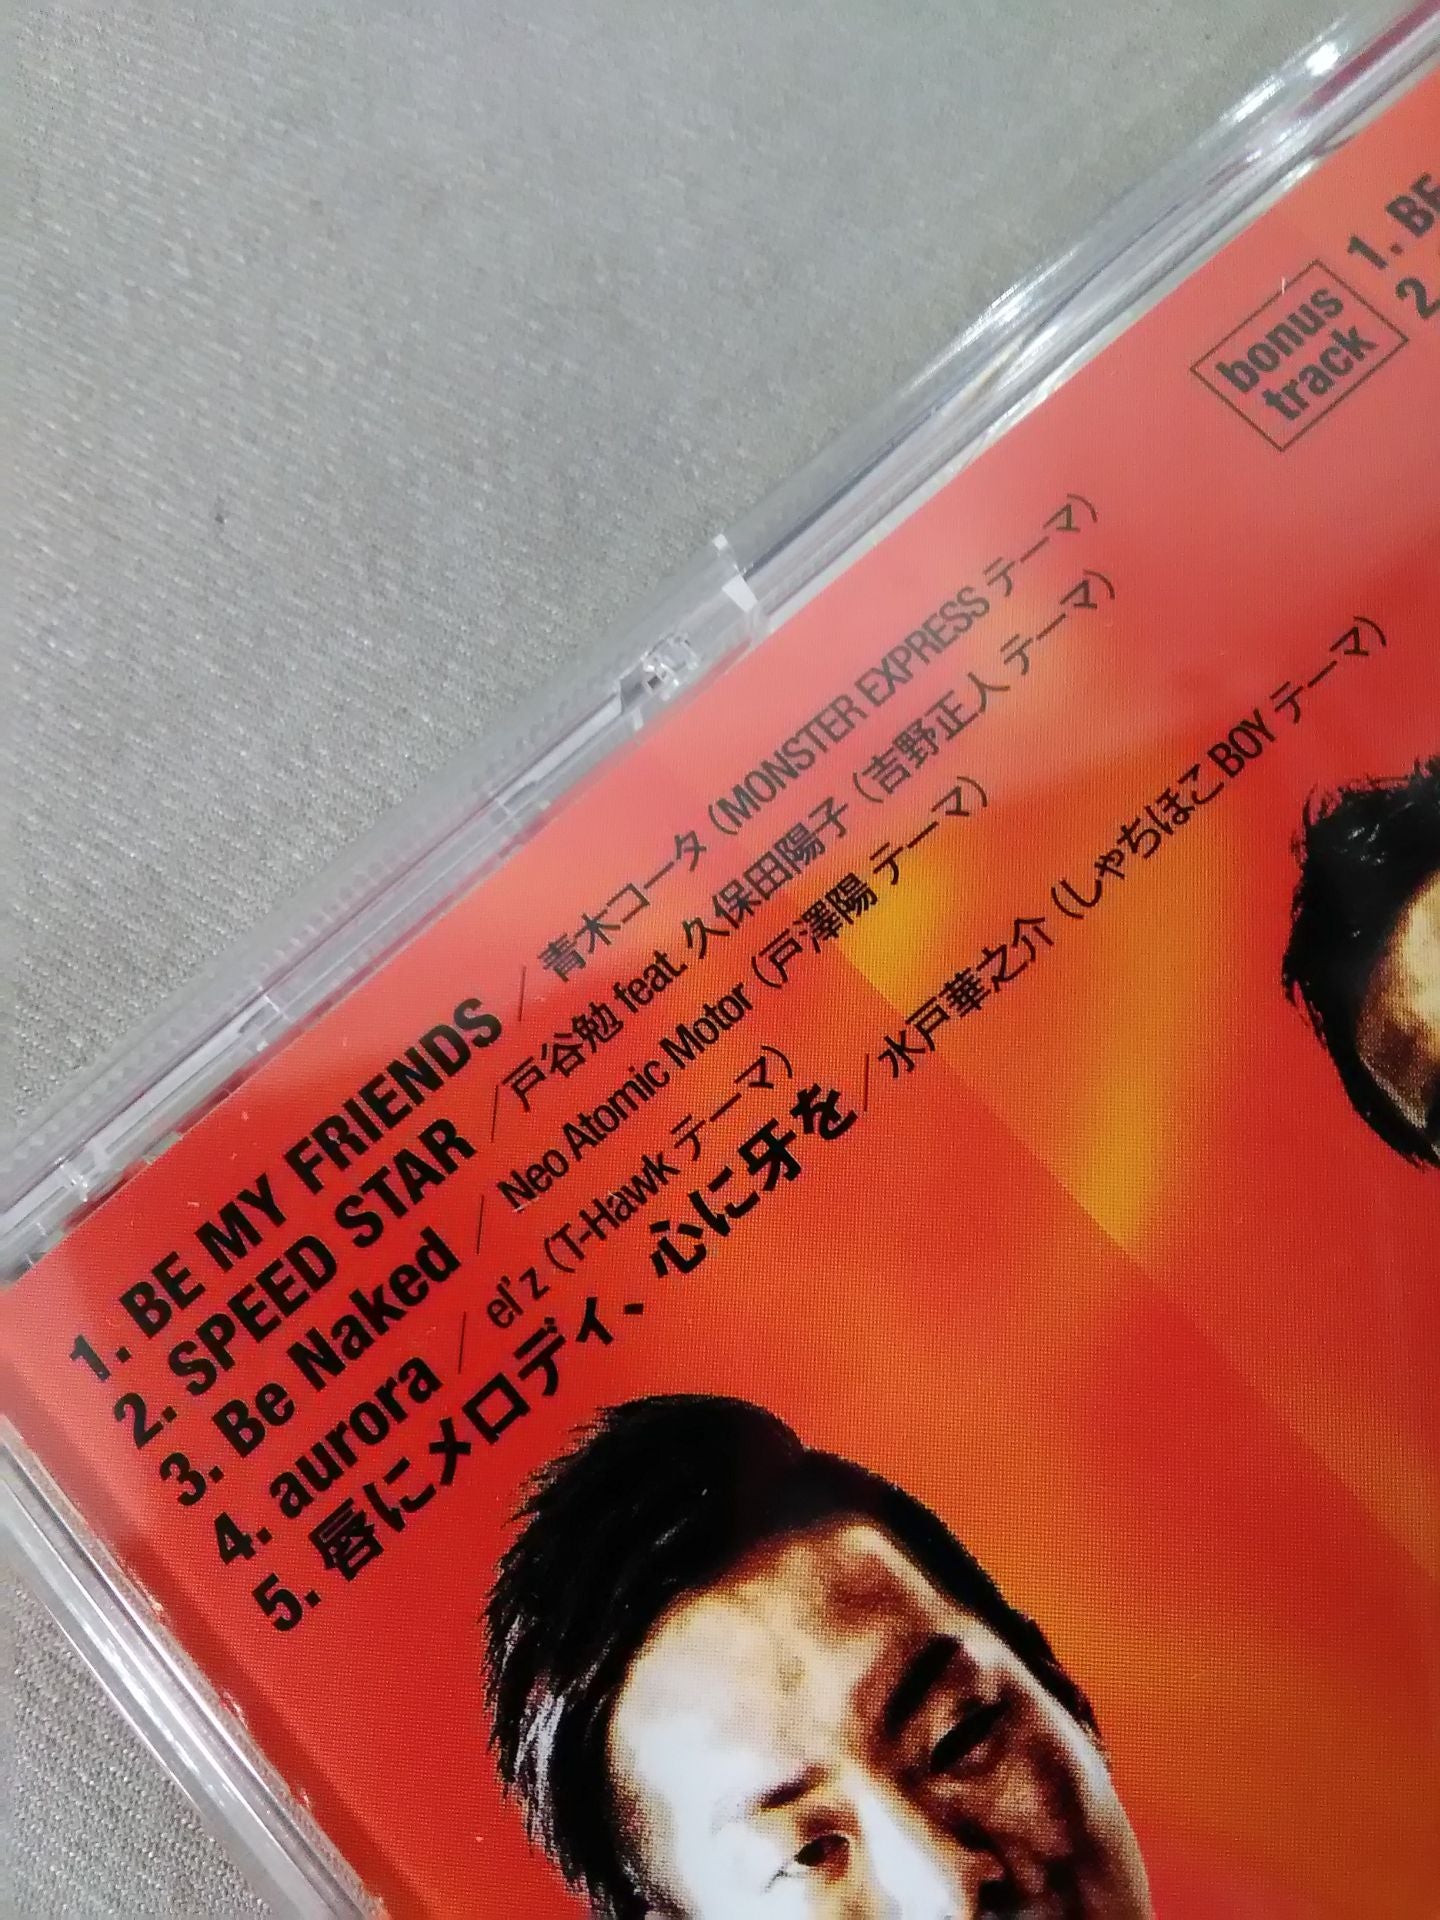 1. BE MY FRIENDS / 青木コータ (MONSTER EXPRESS テーマ)
2. SPEED STAR / 戸谷勉 feat. 久保田陽子 (吉野正人 テーマ)
3. Be Naked / Neo Atomic Motor (戸澤陽 テーマ)
4. aurora / el'z (T-Hawk テーマ)
5. 唇にメロディ、心に牙を / 水戸華之介 (しゃちほこBOY テーマ)
bonus
track
1. BE
2.